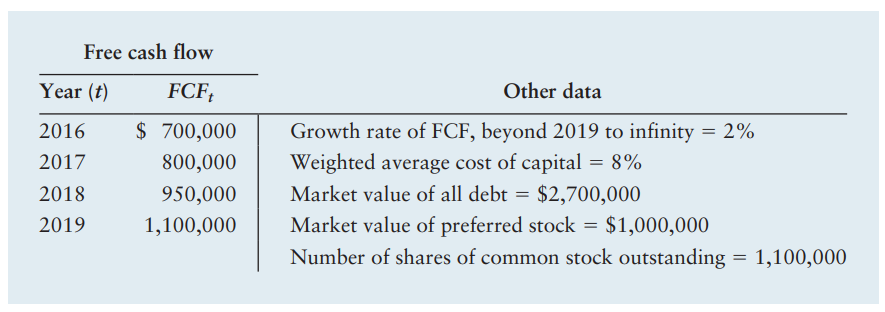 Free cash flow
Year (t) FCFt Other data
2016 $ 700,000 Growth rate of FCF, beyond 2019 to infinity = 2%
2017 800,000 Weighted average cost of capital = 8%
2018 950,000 Market value of all debt = $2,700,000
2019 1,100,000 Market value of preferred stock = $1,000,000
Number of shares of common stock outstanding = 1,100,000